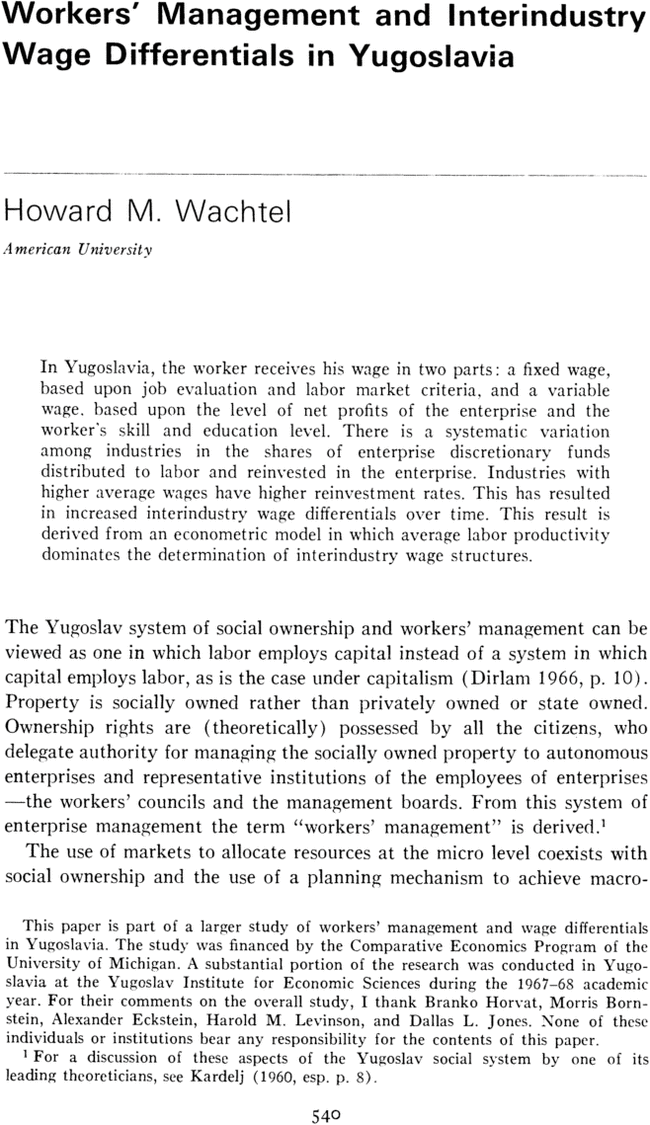 Workers' Management and Interindustry
Wage Differentials in Yugoslavia
Howard M. Wachtel
American University
In Yugoslavia, the worker receives his wage in two parts: a fixed wage,
based upon job evaluation and labor market criteria, and a variable
wage. based upon the level of net profits of the enterprise and the
worker's skill and education level. There is a systematic variation
among industries in the shares of enterprise discretionary funds
distributed to labor and reinvested in the enterprise. Industries with
higher average wages have higher reinvestment rates. This has resulted
in increased interindustry wage differentials over time. This result is
derived from an econometric model in which average labor productivity
dominates the determination of interindustry wage structures.
The Yugoslav system of social ownership and workers' management can be
viewed as one in which labor employs capital instead of a system in which
capital employs labor, as is the case under capitalism (Dirlam 1966, p. 10).
Property is socially owned rather than privately owned or state owned.
Ownership rights are (theoretically) possessed by all the citizens, who
delegate authority for managing the socially owned property to autonomous
enterprises and representative institutions of the employees of enterprises
—the workers' councils and the management boards. From this system of
enterprise management the term "workers' management" is derived.¹
The use of markets to allocate resources at the micro level coexists with
social ownership and the use of a planning mechanism to achieve macro-
This paper is part of a larger study of workers' management and wage differentials
in Yugoslavia. The study was financed by the Comparative Economics Program of the
University of Michigan. A substantial portion of the research was conducted in Yugo-
slavia at the Yugoslav Institute for Economic Sciences during the 1967–68 academic
year. For their comments on the overall study, I thank Branko Horvat, Morris Born-
stein, Alexander Eckstein, Harold M. Levinson, and Dallas L. Jones. None of these
individuals or institutions bear any responsibility for the contents of this paper.
¹ For a discussion of these aspects of the Yugoslav social system by one of its
leading theoreticians, see Kardelj (1960, esp. p. 8).
540